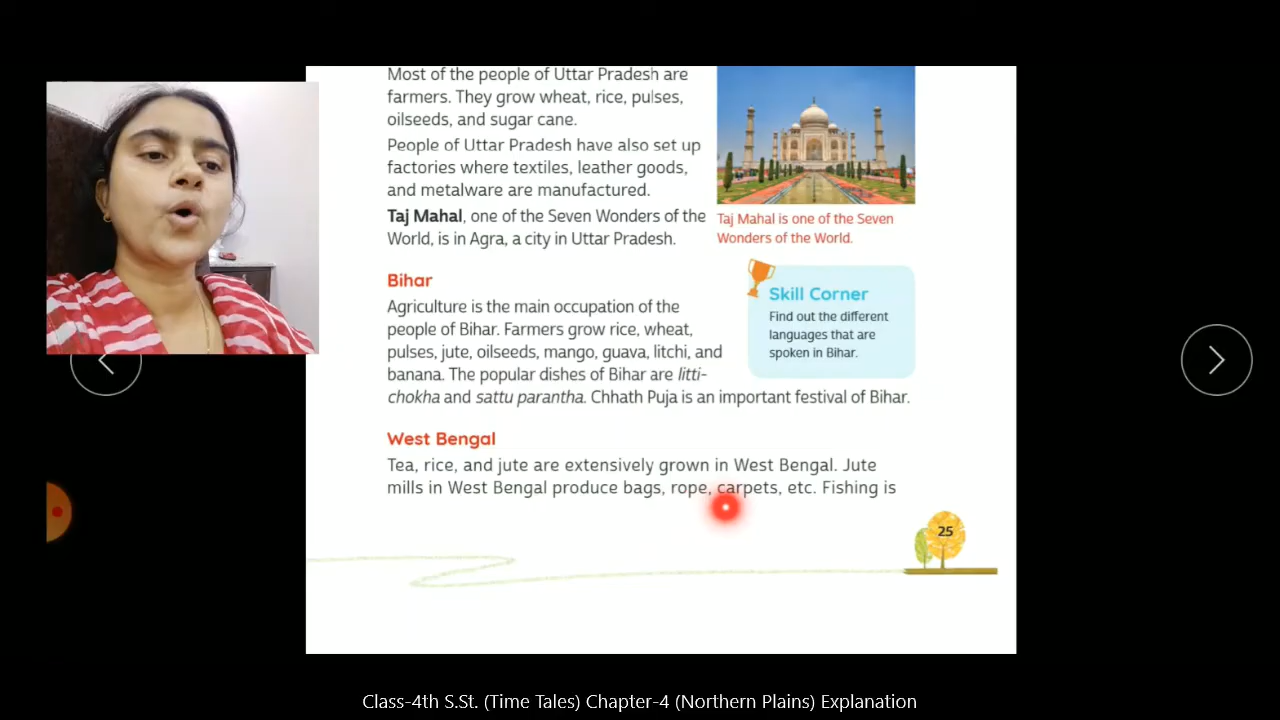 Most of the people of Uttar Pradesh are
farmers. They grow wheat, rice, pulses,
oilseeds, and sugar cane.
People of Uttar Pradesh have also set up
factories where textiles, leather goods,
and metalware are manufactured.
Taj Mahal, one of the Seven Wonders of the
World, is in Agra, a city in Uttar Pradesh.
Taj Mahal is one of the Seven
Wonders of the World.
Bihar
Agriculture is the main occupation of the
people of Bihar. Farmers grow rice, wheat,
pulses, jute, oilseeds, mango, guava, litchi, and
banana. The popular dishes of Bihar are litti-
chokha and sattu parantha. Chhath Puja is an important festival of Bihar.
Skill Corner
Find out the different
languages that are
spoken in Bihar.
West Bengal
Tea, rice, and jute are extensively grown in West Bengal. Jute
mills in West Bengal produce bags, rope, carpets, etc. Fishing is
25
Class-4th S.St. (Time Tales) Chapter-4 (Northern Plains) Explanation